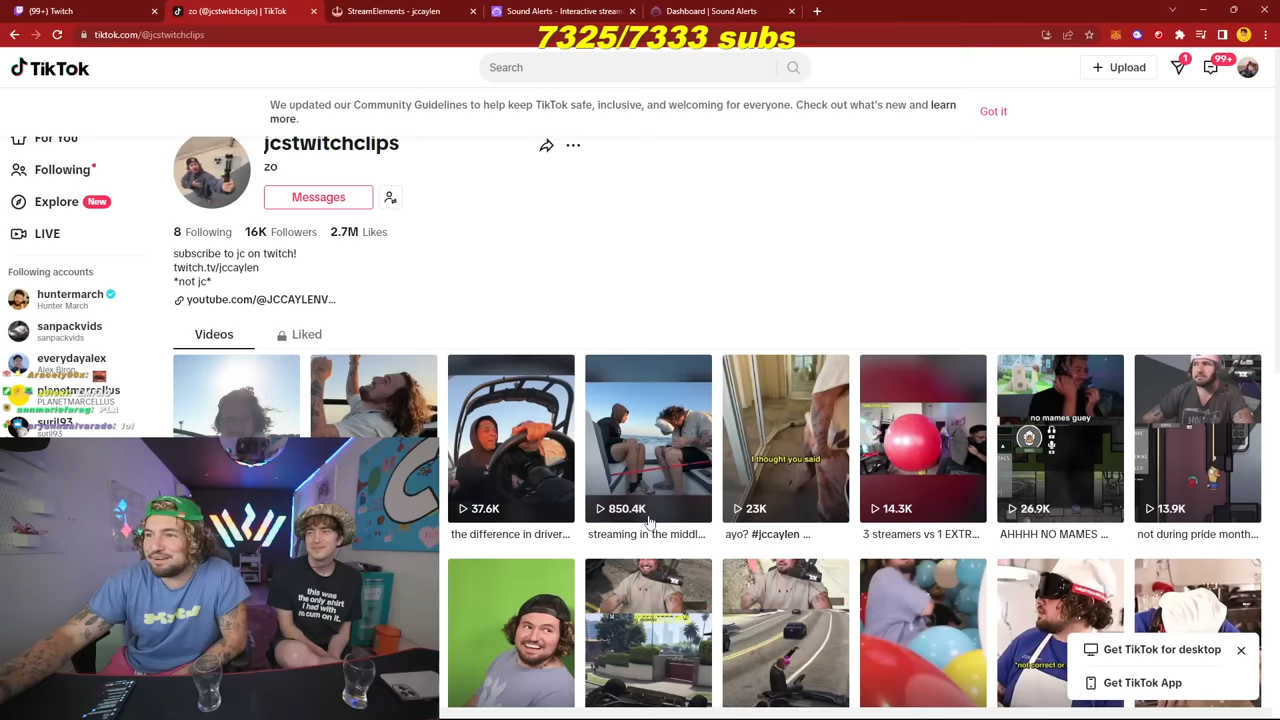 (99+) Twitch
zo (@jcstwitchclips) | TikTok
StreamElements - jccaylen
Sound Alerts - Interactive stream
Dashboard | Sound Alerts
tiktok.com/@jcstwitchclips
7325/7333 subs
TikTok
Search
Upload
1
99+
We updated our Community Guidelines to help keep TikTok safe, inclusive, and welcoming for everyone. Check out what's new and learn
more.
Got it
For You
Following
Explore New
LIVE
Following accounts
huntermarch
Hunter March
sanpackvids
sanpackvids
everydayalex
Alex Biron
planetmarcellus
PLANETMARCELLUS
suril93
suril93
jcstwitchclips
zo
Messages
8 Following 16K Followers 2.7M Likes
subscribe to jc on twitch!
twitch.tv/jccaylen
*not jc*
youtube.com/@JCCAYLENV...
Videos
Liked
I thought you said
no mames guey
37.6K
850.4K
23K
14.3K
26.9K
13.9K
the difference in driver...
streaming in the middl...
ayo? #jccaylen ...
3 streamers vs 1 EXTR...
AHHHH NO MAMES ...
not during pride month...
this was
the only shirt
i had with
no cum on it.
Get TikTok for desktop
Get TikTok App